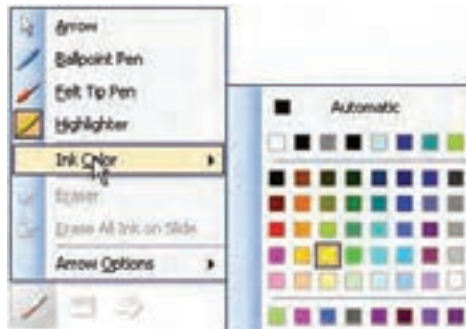 Arrow
Ballpoint Pen
Felt Tip Pen
Highlighter
Ink Color
Eraser
Erase All Ink on Slide
Arrow Options
Automatic